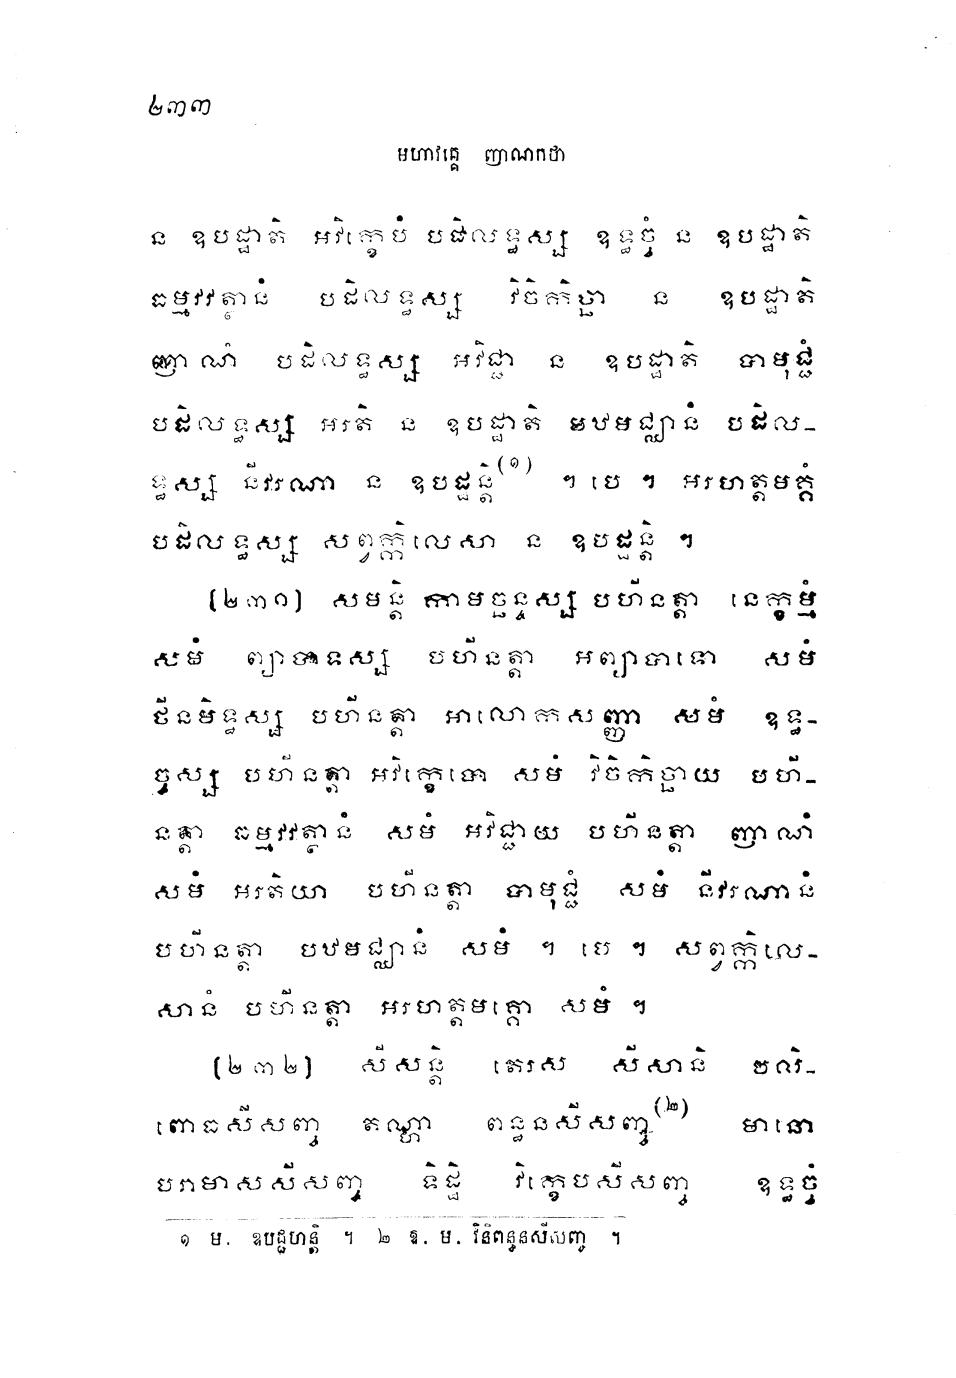 ២៣៣
មហាវគ្គេ ញាណកថា
ន ឧបដ្ឋាតិ អវិក្ខេបំ បដិលទ្ធស្ស ឧទ្ធច្ចំ ន ឧបដ្ឋាតិ
ធម្មវវត្ថានំ បដិលទ្ធស្ស វិចិកិច្ឆា ន ឧបដ្ឋាតិ
ញាណំ បដិលទ្ធស្ស អវិជ្ជា ន ឧបដ្ឋាតិ បាមុជ្ជំ
បដិលទ្ធស្ស អរតិ ន ឧបដ្ឋាតិ បឋមជ្ឈានំ បដិល-
ទ្ធស្ស នីវរណា ន ឧបដ្ឋន្តិ(១) ។ បេ ។ អរហត្តមគ្គំ
បដិលទ្ធស្ស សព្វក្កិលេសា ន ឧបដ្ឋន្តិ ។
(២៣១) សមន្តិ កាមច្ឆន្ទស្ស បហីនត្តា នេក្ខម្មំ
សមំ ព្យាបាទស្ស បហីនត្តា អព្យាបាទោ សមំ
ថីនមិទ្ធស្ស បហីនត្តា អាលោកសញ្ញា សមំ ឧទ្ធ-
ច្ចស្ស បហីនត្តា អវិក្ខេបោ សមំ វិចិកិច្ឆាយ បហី-
នត្តា ធម្មវវត្ថានំ សមំ អវិជ្ជាយ បហីនត្តា ញាណំ
សមំ អរតិយា បហីនត្តា បាមុជ្ជំ សមំ នីវរណានំ
បហីនត្តា បឋមជ្ឈានំ សមំ ។ បេ ។ សព្វក្កិលេ-
សានំ បហីនត្តា អរហត្តមគ្គោ សមំ ។
(២៣២) សីសន្តិ តេរស សីសានិ បលិ-
ពោធសីសញ្ច តណ្ហា ពន្ធនសីសញ្ច(២) មានោ
បរាមាសសីសញ្ច ទិដ្ឋិ វិក្ខេបសីសញ្ច ឧទ្ធច្ចំ
១ ម. ឧបដ្ឋហន្តិ ។ ២ ឱ. ម. វិនិពន្ធនសីលញ្ច ។